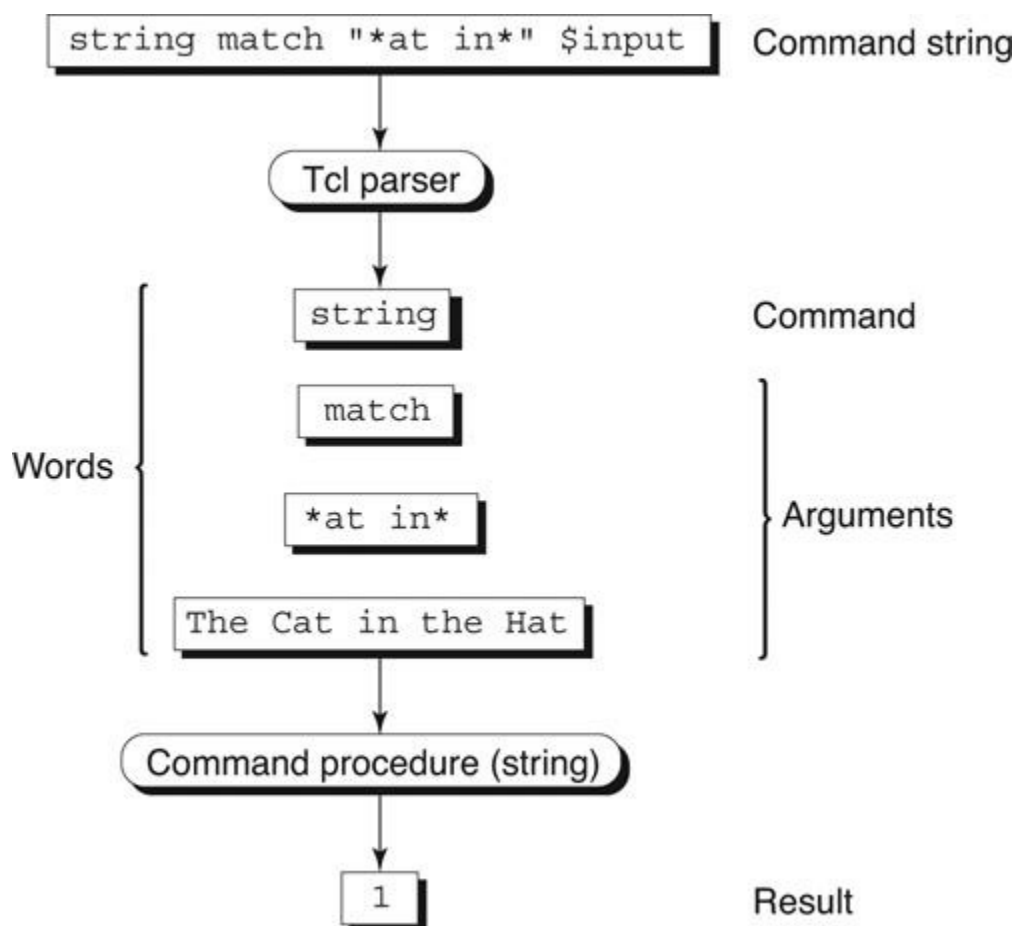 string match "*at in*" $input
Command string
Tcl parser
string
Command
match
Words
*at in*
Arguments
The Cat in the Hat
Command procedure (string)
1
Result